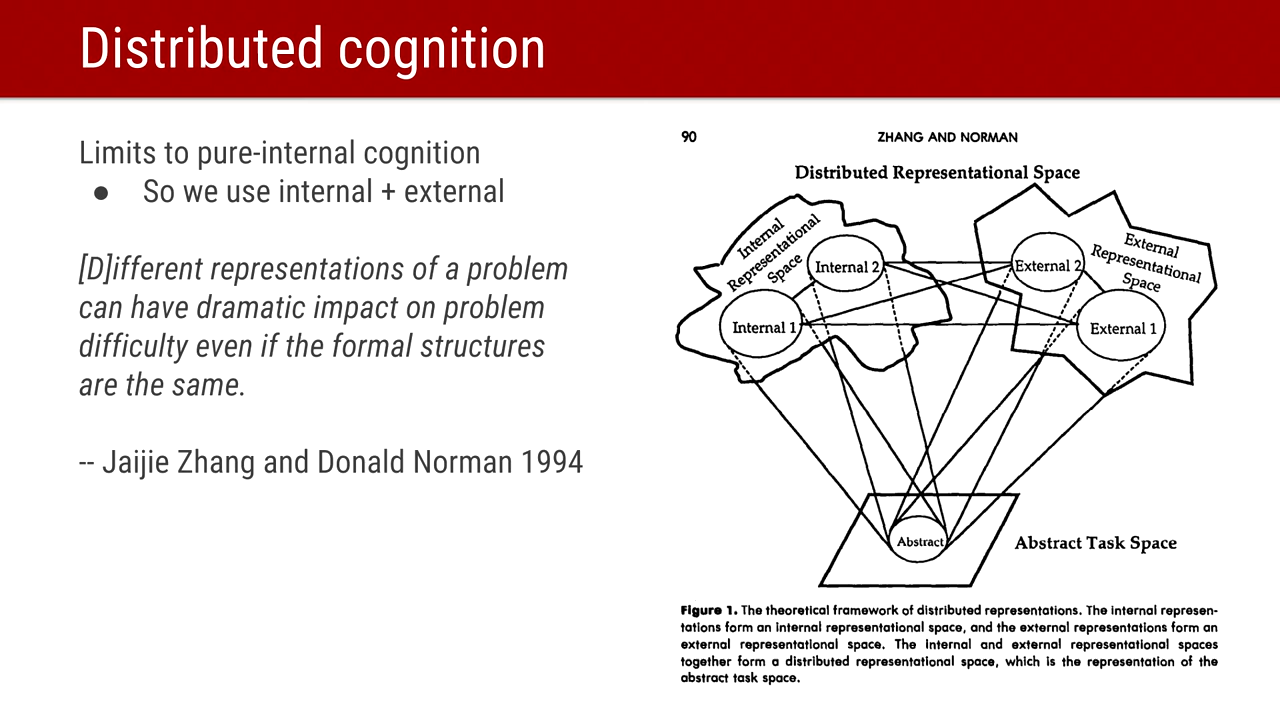 Distributed cognition
Limits to pure-internal cognition
● So we use internal + external
[D]ifferent representations of a problem
can have dramatic impact on problem
difficulty even if the formal structures
are the same.
-- Jaijie Zhang and Donald Norman 1994
90 ZHANG AND NORMAN
Distributed Representational Space
Internal
Representational
Space
Internal 2
Internal 1
External
Representational
Space
External 2
External 1
Abstract
Abstract Task Space
Figure 1. The theoretical framework of distributed representations. The internal represen-
tations form an internal representational space, and the external representations form an
external representational space. The internal and external representational spaces
together form a distributed representational space, which is the representation of the
abstract task space.